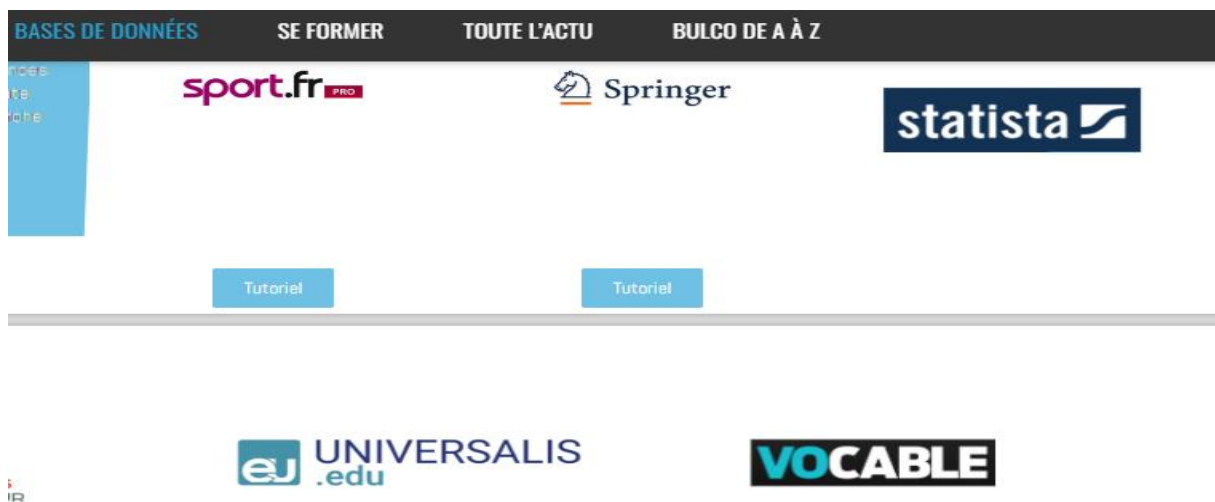 BASES DE DONNÉES SE FORMER TOUTE L'ACTU BULCO DE A À Z
sport.fr PRO Springer
statista
Tutoriel Tutoriel
UNIVERSALIS
eu .edu VOCABLE